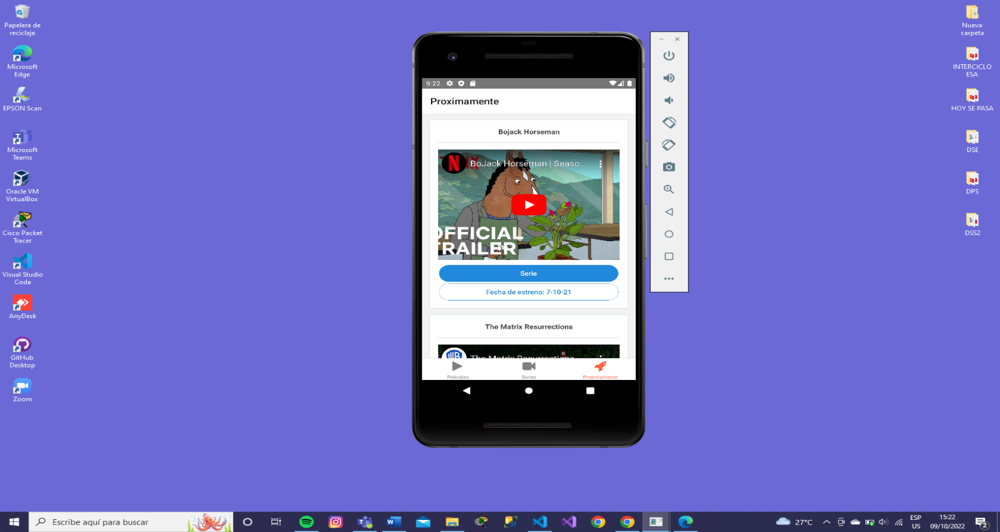 Papelera de
reciclaje
Microsoft
Edge
EPSON Scan
Microsoft
Teams
Oracle VM
VirtualBox
Cisco Packet
Tracer
Visual Studio
Code
AnyDesk
GitHub
Desktop
Zoom
9:22
Proximamente
Bojack Horseman
BoJack Horseman | Seaso...
OFFICIAL
TRAILER
Serie
Fecha de estreno: 7-10-21
The Matrix Resurrections
The Matrix Resurrections
Peliculas
Series
Proximamente
Nueva
carpeta
INTERCICLO
ESA
HOY SE PASA
DSE
DPS
DSS2
Escribe aquí para buscar
27°C
ESP
US
15:22
09/10/2022
2